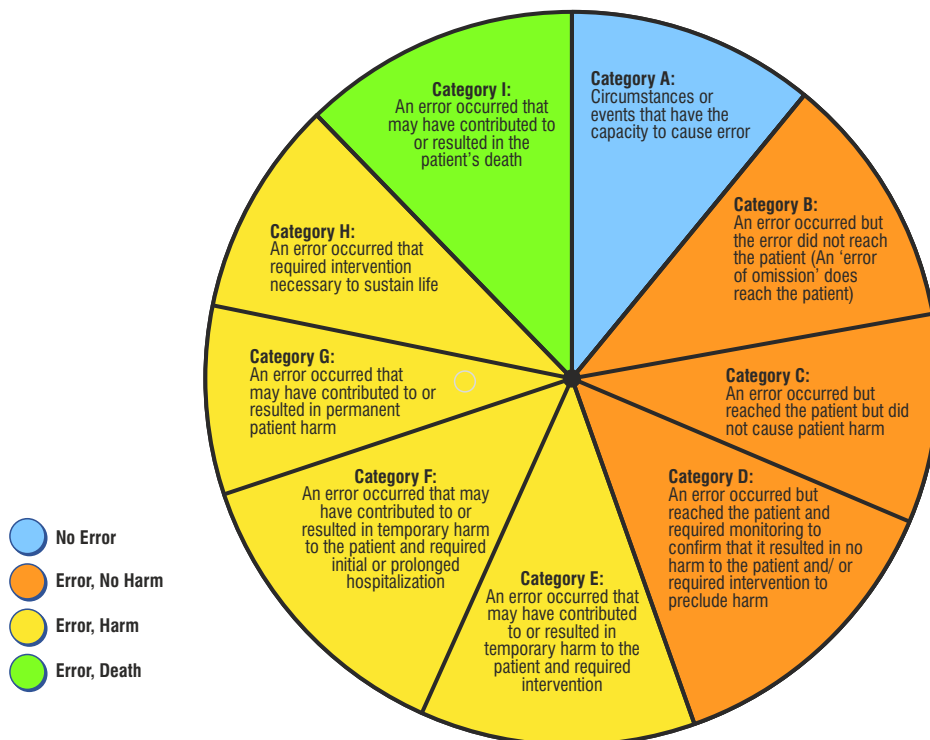 Category I:
An error occurred that
may have contributed to
or resulted in the
patient's death
Category A:
Circumstances or
events that have the
capacity to cause error
Category B:
An error occurred but
the error did not reach
the patient (An 'error
of omission' does
reach the patient)
Category C:
An error occurred but
reached the patient but did
not cause patient harm
Category D:
An error occurred but
reached the patient and
required monitoring to
confirm that it resulted in no
harm to the patient and/ or
required intervention to
preclude harm
Category E:
An error occurred that
may have contributed
to or resulted in
temporary harm to the
patient and required
intervention
Category F:
An error occurred that may
have contributed to or
resulted in temporary harm
to the patient and required
initial or prolonged
hospitalization
Category G:
An error occurred that
may have contributed to or
resulted in permanent
patient harm
Category H:
An error occurred that
required intervention
necessary to sustain life
No Error
Error, No Harm
Error, Harm
Error, Death